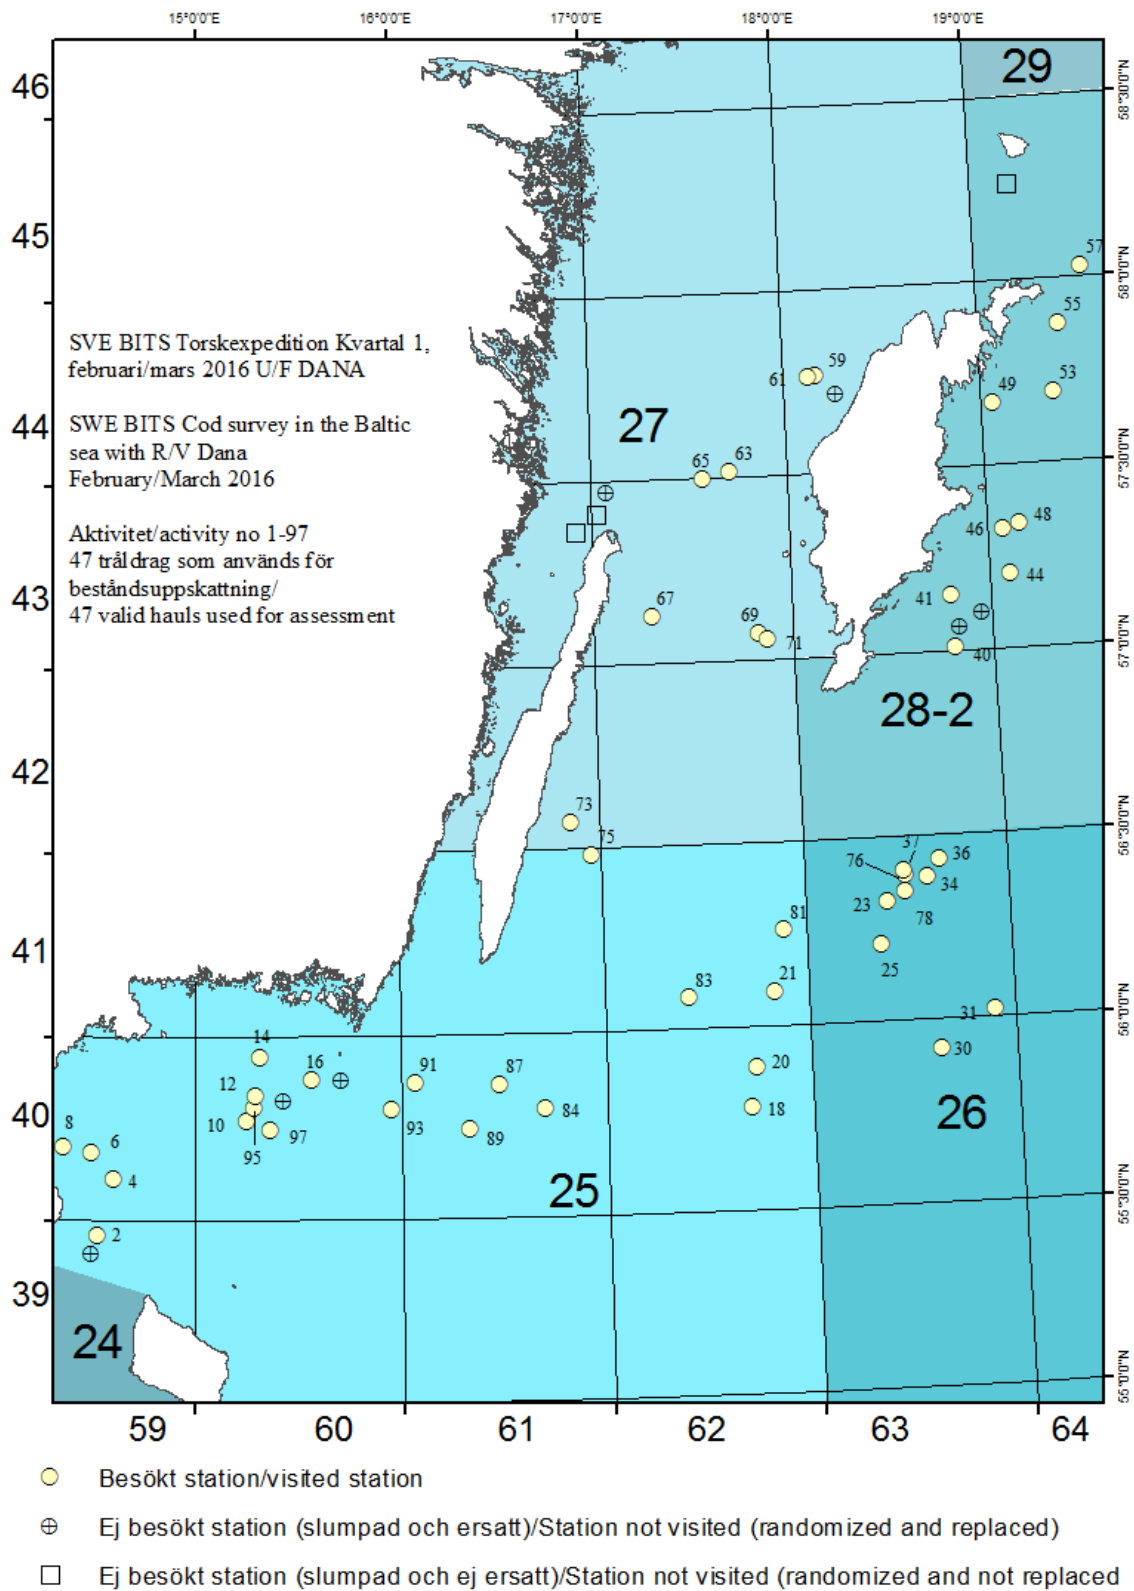 15°0'0"E
16°0'0"E
17°0'0"E
18°0'0"E
19°0'0"E
46
29
58°30'0"N
45
57
58°0'0"N
55
SVE BITS Torskexpedition Kvartal 1,
februari/mars 2016 U/F DANA
59
61
53
49
44
27
SWE BITS Cod survey in the Baltic
sea with R/V Dana
February/March 2016
65
63
57°30'0"N
46
48
Aktivitet/activity no 1-97
47 tråldrag som används för
beståndsuppskattning/
47 valid hauls used for assessment
44
43
41
67
69
71
40
57°0'0"N
28-2
42
73
75
56°30'0"N
37
36
76
34
23
78
81
41
25
21
83
31
56°0'0"N
14
30
16
91
87
20
12
40
8
10
97
93
84
18
26
6
95
89
4
25
55°30'0"N
2
39
24
55°0'0"N
59
60
61
62
63
64
Besökt station/visited station
Ej besökt station (slumpad och ersatt)/Station not visited (randomized and replaced)
Ej besökt station (slumpad och ej ersatt)/Station not visited (randomized and not replaced